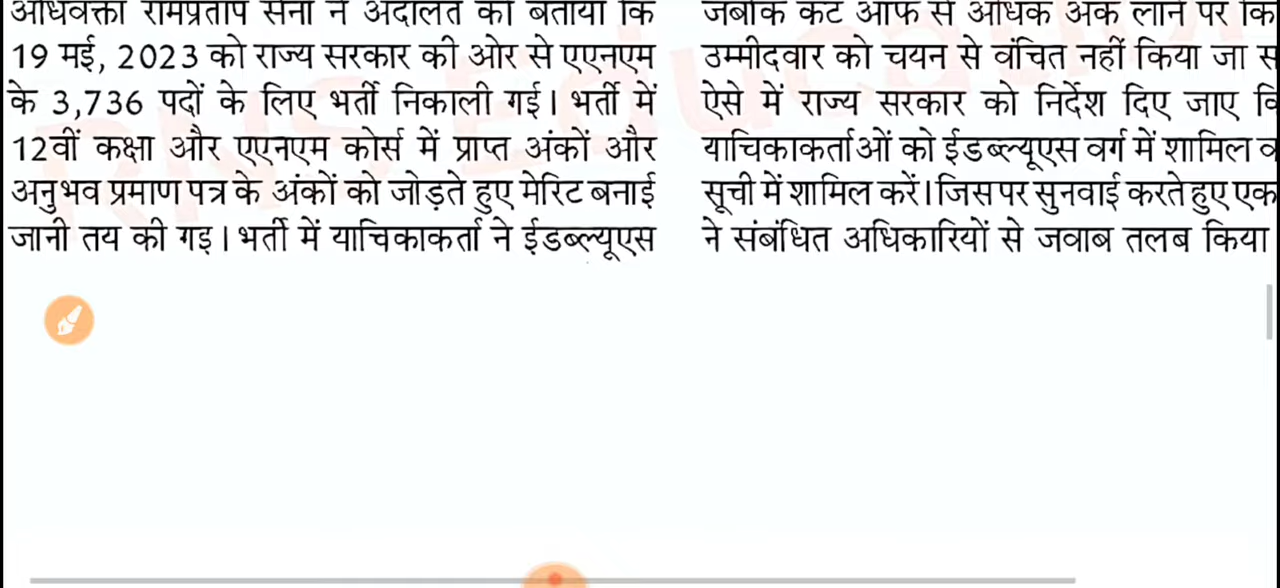 अधिवक्ता रामप्रताप सैनी ने अदालत को बताया कि
19 मई, 2023 को राज्य सरकार की ओर से एएनएम
के 3,736 पदों के लिए भर्ती निकाली गई। भर्ती में
12वीं कक्षा और एएनएम कोर्स में प्राप्त अंकों और
अनुभव प्रमाण पत्र के अंकों को जोड़ते हुए मेरिट बनाई
जानी तय की गइ। भर्ती में याचिकाकर्ता ने ईडब्ल्यूएस
जबकि कट ऑफ से अधिक अंक लाने पर
उम्मीदवार को चयन से वंचित नहीं किया जा
ऐसे में राज्य सरकार को निर्देश दिए जाए
याचिकाकर्ताओं को ईडब्ल्यूएस वर्ग में शामिल
सूची में शामिल करें। जिस पर सुनवाई करते हुए एक
ने संबंधित अधिकारियों से जवाब तलब किया